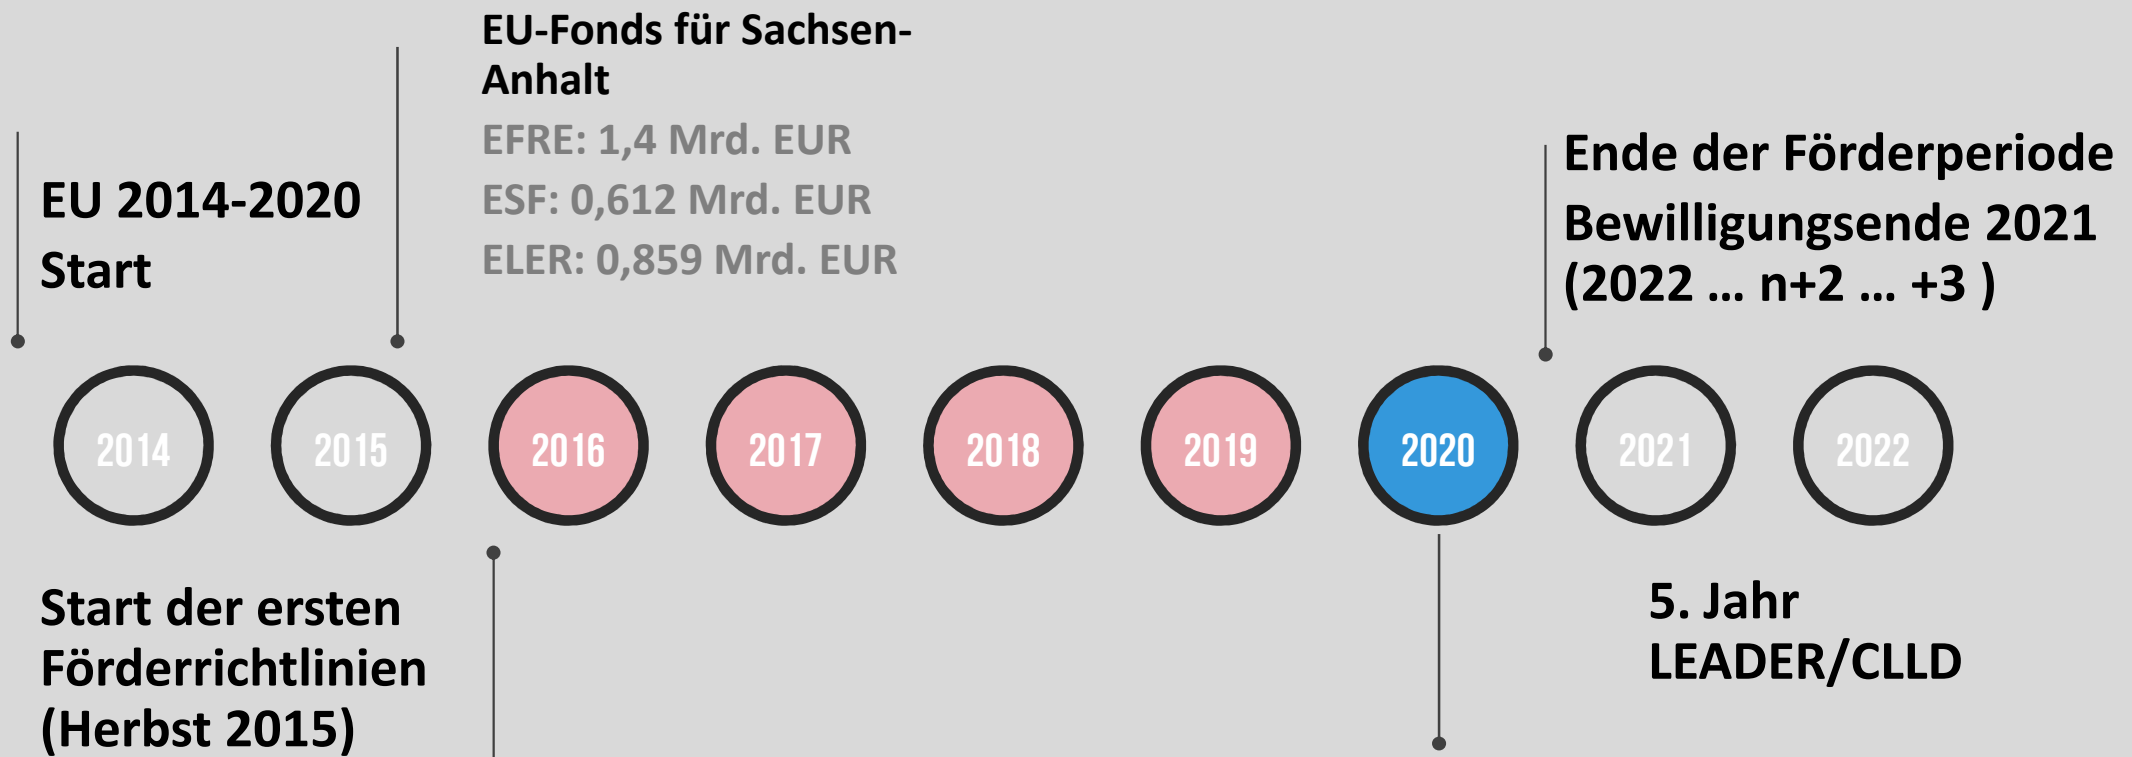 EU 2014-2020
Start
EU-Fonds für Sachsen-
Anhalt
EFRE: 1,4 Mrd. EUR
ESF: 0,612 Mrd. EUR
ELER: 0,859 Mrd. EUR
Ende der Förderperiode
Bewilligungsende 2021
(2022 ... n+2 ... +3 )
2014
2015
2016
2017
2018
2019
2020
2021
2022
Start der ersten
Förderrichtlinien
(Herbst 2015)
5. Jahr
LEADER/CLLD